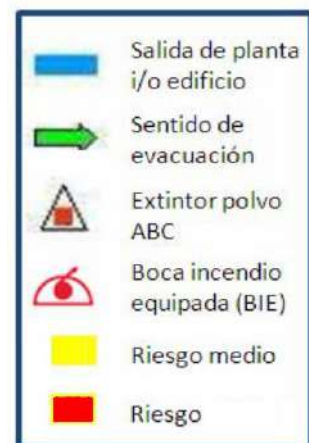 Salida de planta
i/o edificio
Sentido de
evacuación
Extintor polvo
ABC
Boca incendio
equipada (BIE)
Riesgo medio
Riesgo